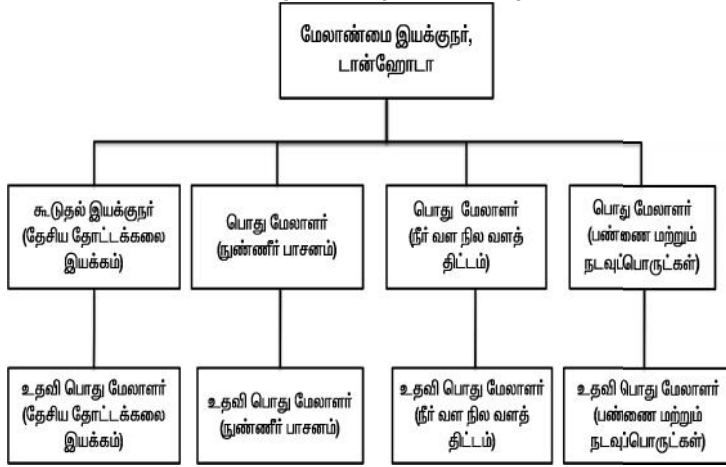 மேலாண்மை இயக்குநர்,
டான்ஹோடா
கூடுதல் இயக்குநர்
(தேசிய தோட்டக்கலை
இயக்கம்)
பொது மேலாளர்
(நுண்ணீர் பாசனம்)
பொது மேலாளர்
(நீர் வள நில வளத்
திட்டம்)
பொது மேலாளர்
(பண்ணை மற்றும்
நடவுப்பொருட்கள்)
உதவி பொது மேலாளர்
(தேசிய தோட்டக்கலை
இயக்கம்)
உதவி பொது மேலாளர்
(நுண்ணீர் பாசனம்)
உதவி பொது மேலாளர்
(நீர் வள நில வளத்
திட்டம்)
உதவி பொது மேலாளர்
(பண்ணை மற்றும்
நடவுப்பொருட்கள்)